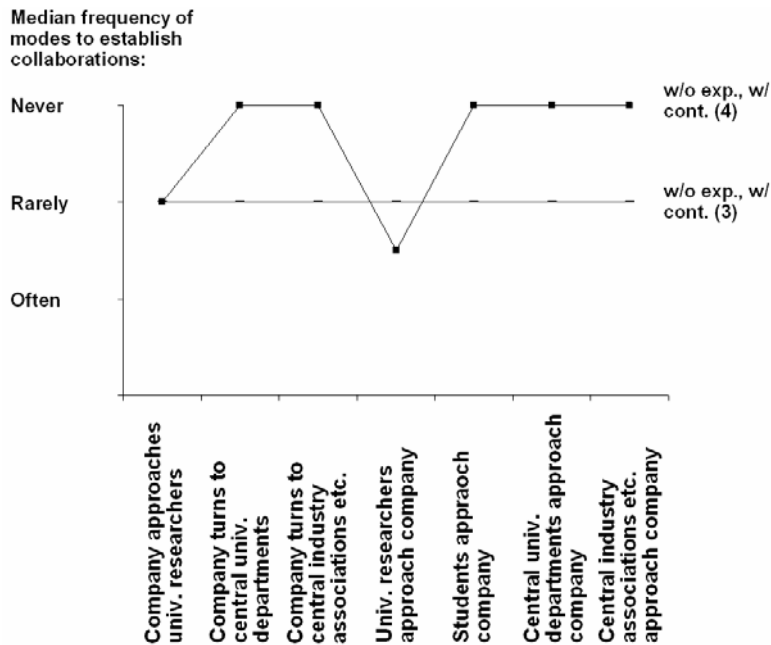 Median frequency of
modes to establish
collaborations:
Never
Rarely
Often
w/o exp., w/
cont. (4)
w/o exp., w/
cont. (3)
Company approaches
univ. researchers
Company turns to
central univ.
departments
Company turns to
central industry
associations etc.
Univ. researchers
approach company
Students appraoch
company
Central univ.
departments approach
company
Central industry
associations etc.
approach company